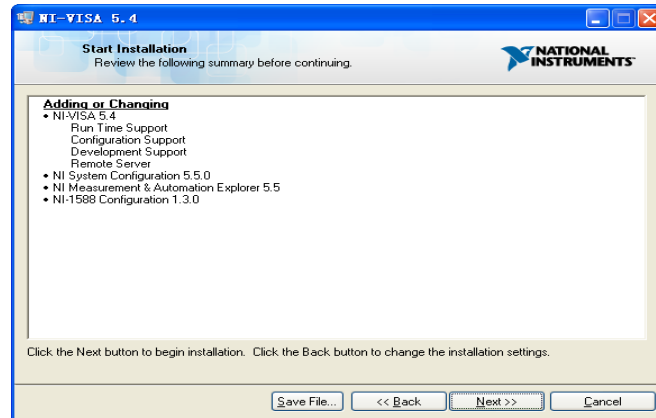 NI-VISA 5.4
Start Installation
Review the following summary before continuing.
NATIONAL
INSTRUMENTS™
Adding or Changing
• NI-VISA 5.4
Run Time Support
Configuration Support
Development Support
Remote Server
• NI System Configuration 5.5.0
• NI Measurement & Automation Explorer 5.5
• NI-1588 Configuration 1.3.0
Click the Next button to begin installation. Click the Back button to change the installation settings.
Save File... << Back Next >> Cancel